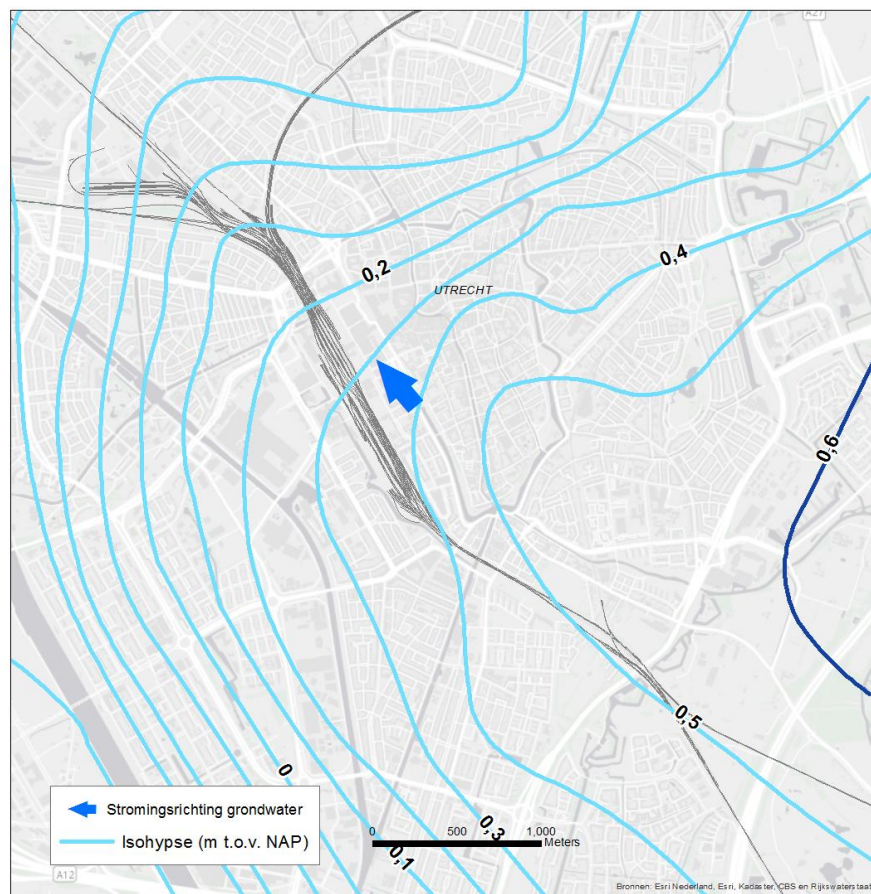 A27
0,2
UTRECHT
0,4
0,6
0,5
0
0,3
0,1
Stromingsrichting grondwater
Isohypse (m t.o.v. NAP)
0 500 1,000
Meters
A12
Bronnen: Esri Nederland, Esri, Kadaster, CBS en Rijkswaterstaat